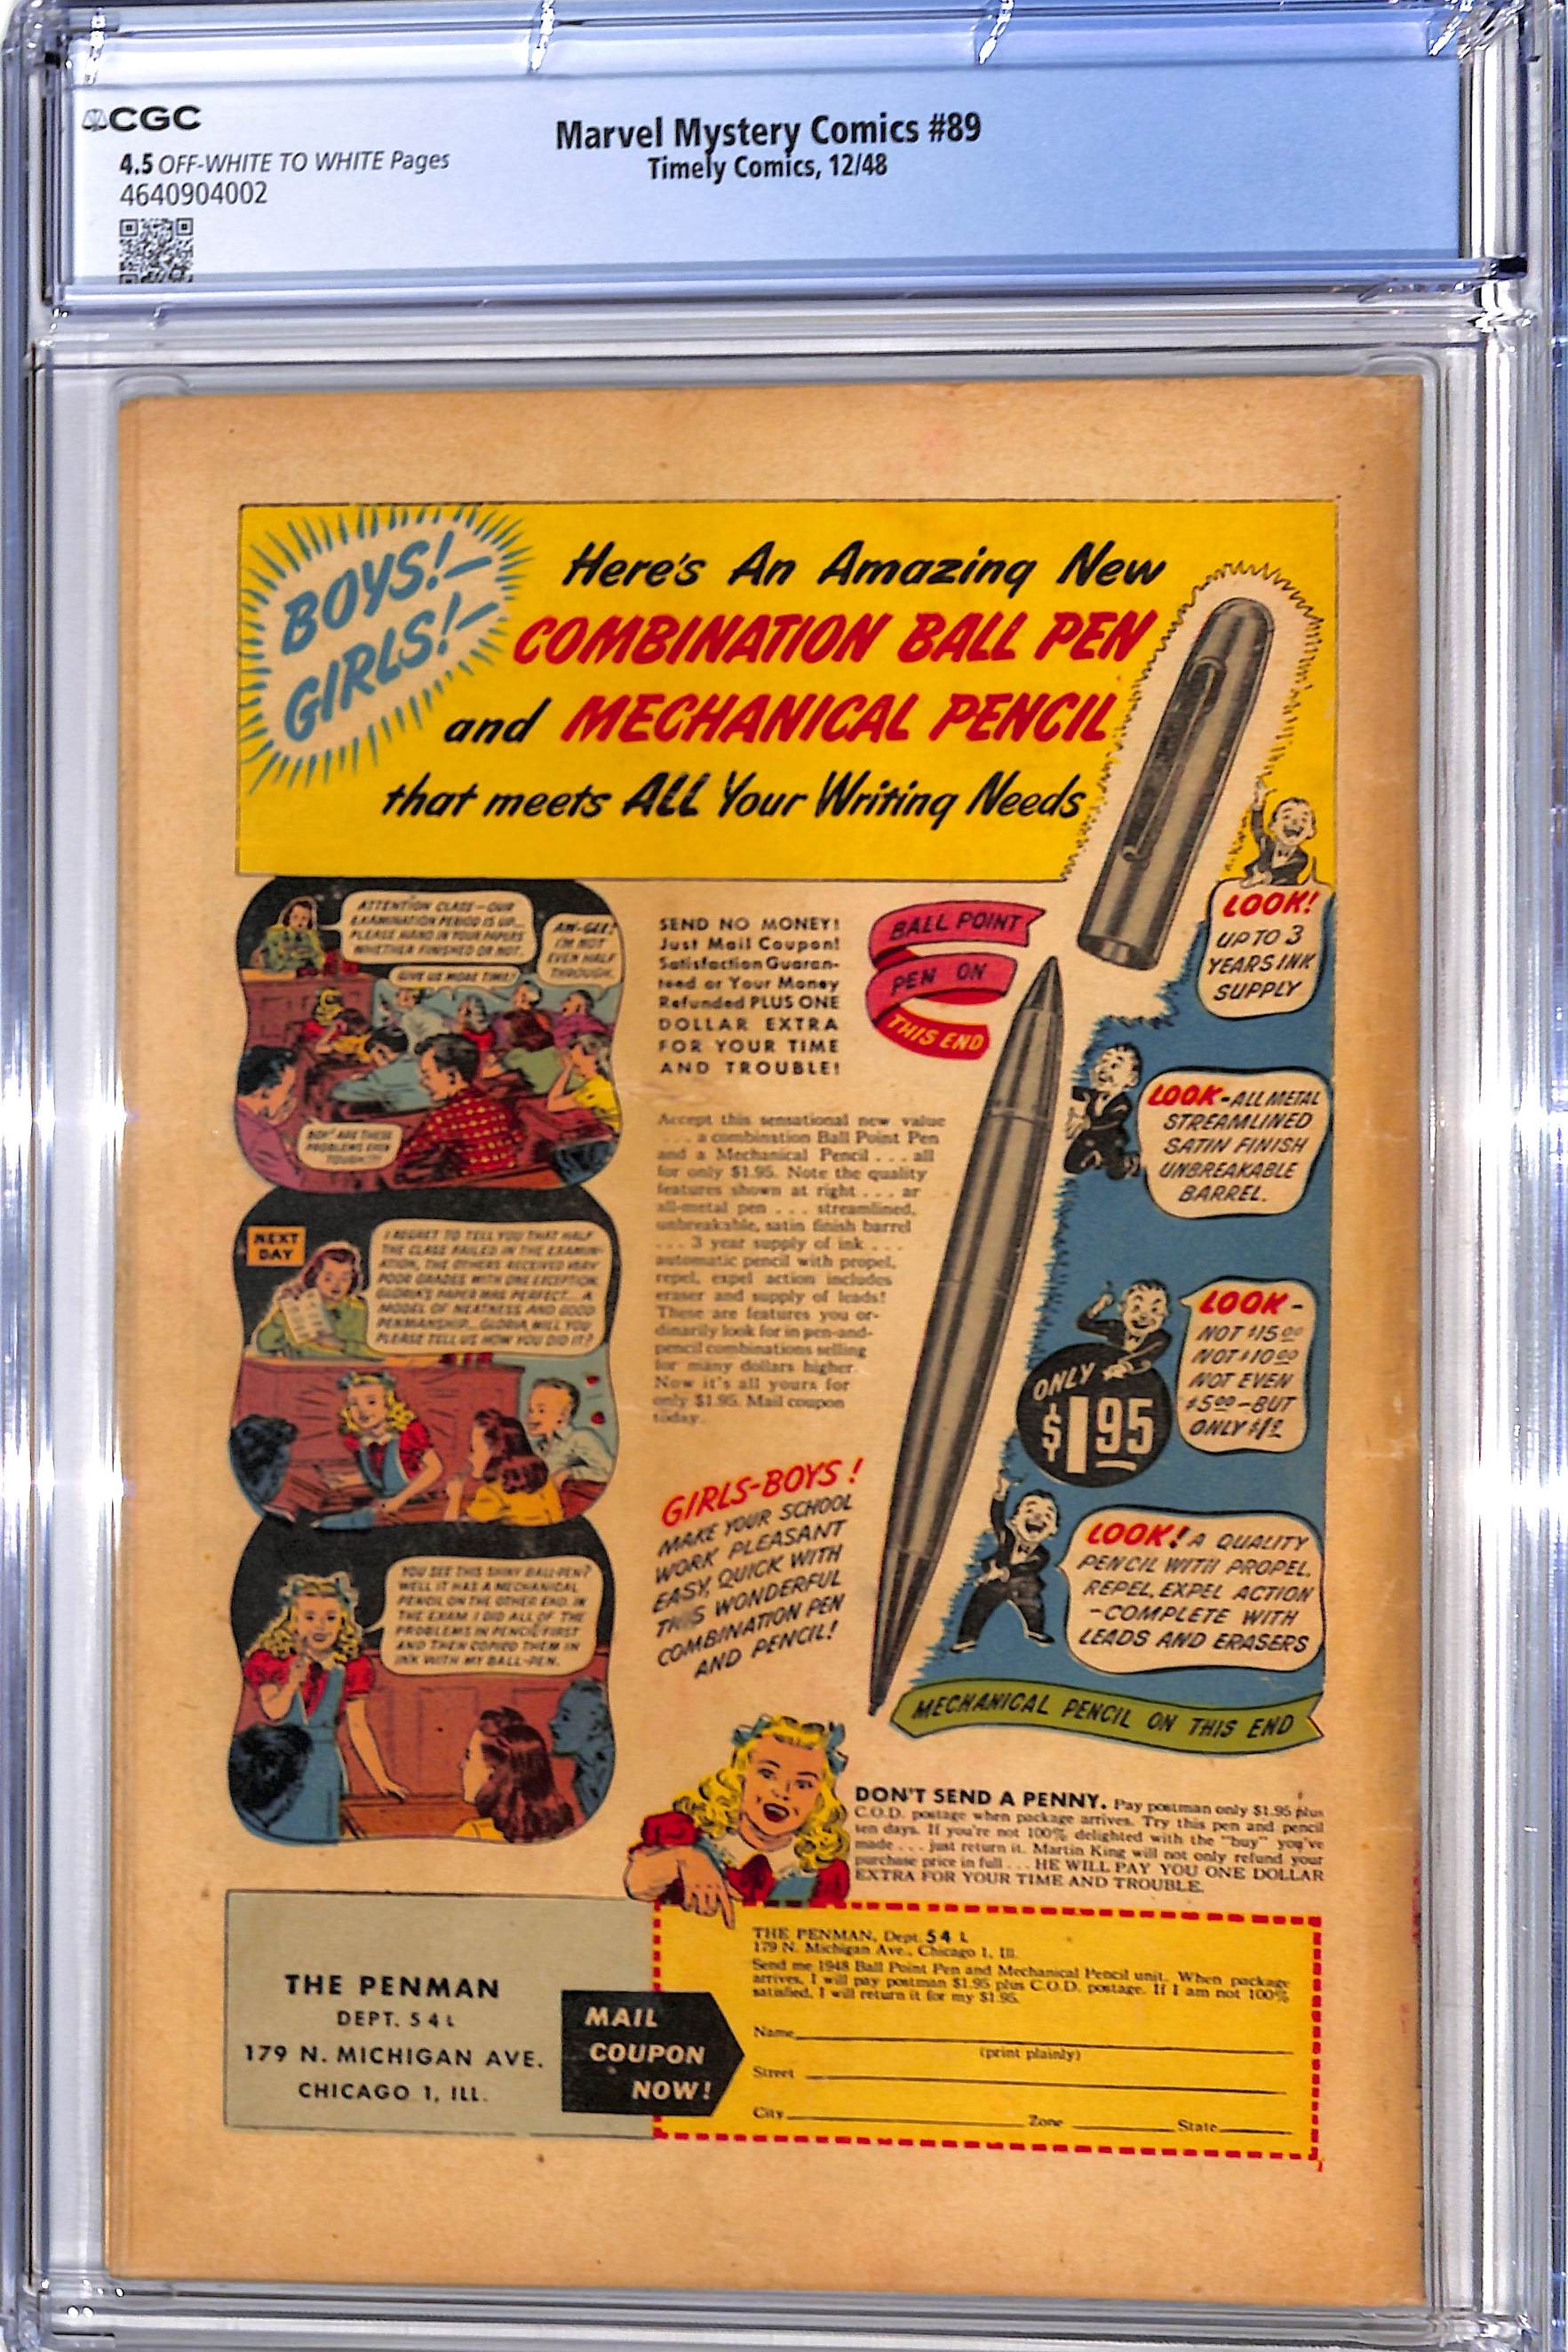 CGC
4.5 OFF-WHITE TO WHITE Pages
4640904002
Marvel Mystery Comics #89
Timely Comics, 12/48
BOYS!-
GIRLS!-
Here's An Amazing New
COMBINATION BALL PEN
and MECHANICAL PENCIL
that meets ALL Your Writing Needs
ATTENTION CLASS-OUR
EXAMINATION PERIOD IS UP...
PLEASE HAND IN YOUR PAPERS
WHETHER FINISHED OR NOT.
AW-GEE!
I'M NOT
EVEN HALF
THROUGH.
GIVE US MORE TIME!
BOY! ARE THESE
PROBLEMS EVER
TOUGH!!!
NEXT
DAY
I REGRET TO TELL YOU THAT HALF
THE CLASS FAILED IN THE EXAMIN-
ATION, THE OTHERS RECEIVED VERY
POOR GRADES WITH ONE EXCEPTION.
GLORIA'S PAPER WAS PERFECT... A
MODEL OF NEATNESS AND GOOD
PENMANSHIP... GLORIA WILL YOU
PLEASE TELL US HOW YOU DID IT?
YOU SEE THIS SHINY BALL-PEN?
WELL IT HAS A MECHANICAL
PENCIL ON THE OTHER END. IN
THE EXAM I DID ALL OF THE
PROBLEMS IN PENCIL FIRST
AND THEN COPIED THEM IN
INK WITH MY BALL-PEN.
SEND NO MONEY!
Just Mail Coupon!
Satisfaction Guaran-
teed or Your Money
Refunded PLUS ONE
DOLLAR EXTRA
FOR YOUR TIME
AND TROUBLE!
Accept this sensational new value
. . . a combination Ball Point Pen
and a Mechanical Pencil . . . all
for only $1.95. Note the quality
features shown at right . . . ar
all-metal pen . . . streamlined,
unbreakable, satin finish barrel
. . . 3 year supply of ink . . .
automatic pencil with propel,
repel, expel action includes
eraser and supply of leads!
These are features you or-
dinarily look for in pen-and-
pencil combinations selling
for many dollars higher.
Now it's all yours for
only $1.95. Mail coupon
today.
GIRLS-BOYS!
MAKE YOUR SCHOOL
WORK PLEASANT
EASY, QUICK WITH
THIS WONDERFUL
COMBINATION PEN
AND PENCIL!
BALL POINT
PEN ON
THIS END
LOOK!
UP TO 3
YEARS INK
SUPPLY
LOOK-ALL METAL
STREAMLINED
SATIN FINISH
UNBREAKABLE
BARREL.
LOOK-
NOT $15.00
NOT $10.00
NOT EVEN
$5.00-BUT
ONLY $1.95
ONLY
$1.95
LOOK! A QUALITY
PENCIL WITH PROPEL,
REPEL, EXPEL ACTION
-COMPLETE WITH
LEADS AND ERASERS
MECHANICAL PENCIL ON THIS END
DON'T SEND A PENNY. Pay postman only $1.95 plus
C.O.D. postage when package arrives. Try this pen and pencil
ten days. If you're not 100% delighted with the "buy" you've
made . . . just return it. Martin King will not only refund your
purchase price in full . . . HE WILL PAY YOU ONE DOLLAR
EXTRA FOR YOUR TIME AND TROUBLE.
THE PENMAN
DEPT. 54L
179 N. MICHIGAN AVE.
CHICAGO 1, ILL.
MAIL
COUPON
NOW!
THE PENMAN, Dept. 54 L
179 N. Michigan Ave., Chicago 1, Ill.
Send me 1948 Ball Point Pen and Mechanical Pencil unit. When package
arrives, I will pay postman $1.95 plus C.O.D. postage. If I am not 100%
satisfied, I will return it for my $1.95.
Name
(print plainly)
Street
City Zone State